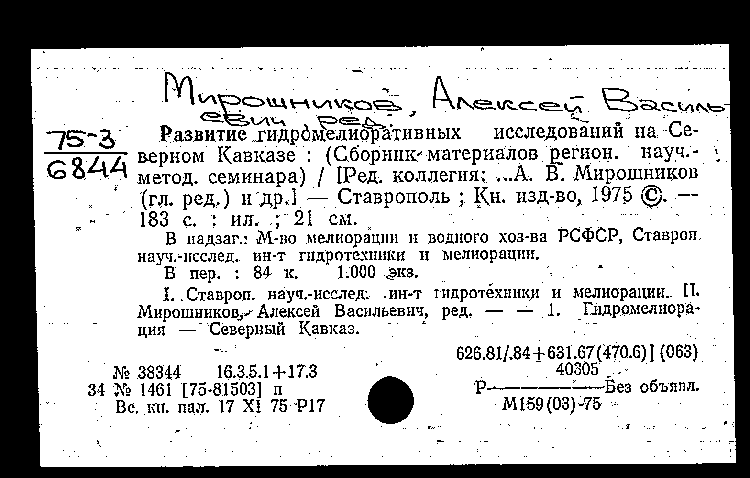 Мирошников, Алексей Василь-
евич ред.
75-3
6844
Развитие гидромелиоративных исследований на Се-
верном Кавказе : (Сборник материалов регион. науч.-
метод. семинара) / [Ред. коллегия: ...А. В. Мирошников
(гл. ред.) и др.] — Ставрополь ; Кн. изд-во, 1975 ©. —
183 с. : ил. ; 21 см.
В надзаг.: М-во мелиорации и водного хоз-ва РСФСР, Ставроп.
науч.-исслед. ин-т гидротехники и мелиорации.
В пер. : 84 к. 1.000 экз.
I. Ставроп. науч.-исслед. ин-т гидротехники и мелиорации. II.
Мирошников, Алексей Васильевич, ред. — — 1. Гидромелиора-
ция — Северный Кавказ.
626.81/.84+631.67(470.6)] (063)
№ 38344 16.3.5.1+17.3 40305
34 № 1461 [75-81503] п Р———Без объявл.
Вс. кн. пал. 17 XI 75 Р17 М159(03)-75